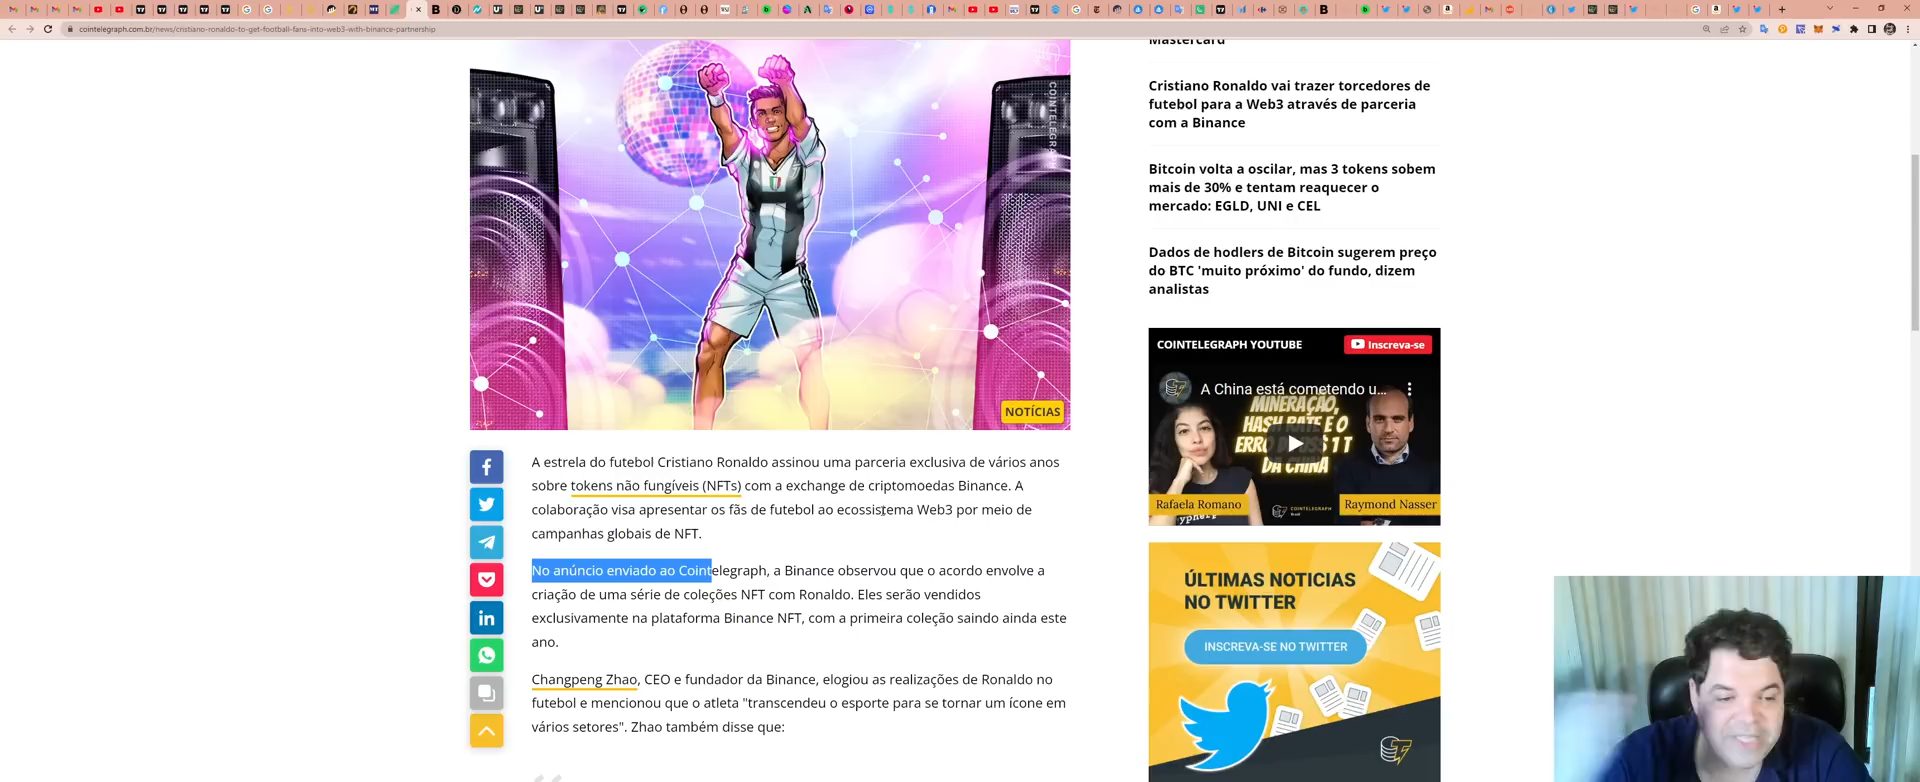 cointelegraph.com.br/news/cristiano-ronaldo-to-get-football-fans-into-web3-with-binance-partnership
COINTELEGRAPH
NOTÍCIAS
A estrela do futebol Cristiano Ronaldo assinou uma parceria exclusiva de vários anos
sobre tokens não fungíveis (NFTs) com a exchange de criptomoedas Binance. A
colaboração visa apresentar os fãs de futebol ao ecossistema Web3 por meio de
campanhas globais de NFT.
No anúncio enviado ao Cointelegraph, a Binance observou que o acordo envolve a
criação de uma série de coleções NFT com Ronaldo. Eles serão vendidos
exclusivamente na plataforma Binance NFT, com a primeira coleção saindo ainda este
ano.
Changpeng Zhao, CEO e fundador da Binance, elogiou as realizações de Ronaldo no
futebol e mencionou que o atleta "transcendeu o esporte para se tornar um ícone em
vários setores". Zhao também disse que:
Mastercard
Cristiano Ronaldo vai trazer torcedores de
futebol para a Web3 através de parceria
com a Binance
Bitcoin volta a oscilar, mas 3 tokens sobem
mais de 30% e tentam reaquecer o
mercado: EGLD, UNI e CEL
Dados de hodlers de Bitcoin sugerem preço
do BTC 'muito próximo' do fundo, dizem
analistas
COINTELEGRAPH YOUTUBE
Inscreva-se
A China está cometendo u...
MINERAÇÃO,
HASH RATE E O
ERRO DE US$ 1 T
DA CHINA
Rafaela Romano
COINTELEGRAPH
Brasil
Raymond Nasser
ÚLTIMAS NOTICIAS
NO TWITTER
INSCREVA-SE NO TWITTER